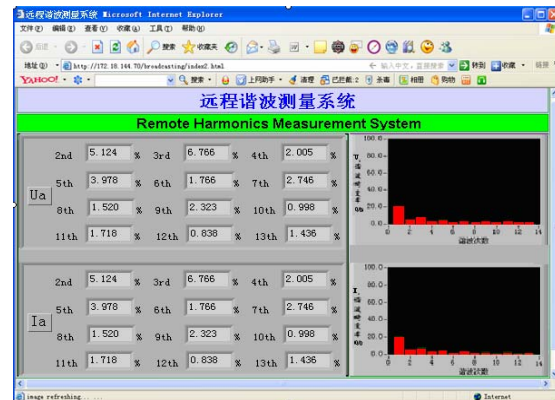 远程谐波测量系统 Microsoft Internet Explorer
文件(F) 编辑(E) 查看(V) 收藏(A) 工具(T) 帮助(H)
后退 搜索 收藏夹
地址(D) http://172.18.144.70/broadcasting/index2.html 转到 收藏 链接
YAHOO! 搜索 上网助手 清理 已拦截:2 杀毒 相册 购物
远程谐波测量系统
Remote Harmonics Measurement System
Ua
2nd 5.124 % 3rd 6.766 % 4th 2.005 %
5th 3.978 % 6th 1.766 % 7th 2.746 %
8th 1.520 % 9th 2.323 % 10th 0.998 %
11th 1.718 % 12th 0.838 % 13th 1.436 %
100.0
80.0
60.0
40.0
20.0
0.0
0 2 4 6 8 10 12 14
谐波次数
Ia
2nd 5.124 % 3rd 6.766 % 4th 2.005 %
5th 3.978 % 6th 1.766 % 7th 2.746 %
8th 1.520 % 9th 2.323 % 10th 0.998 %
11th 1.718 % 12th 0.838 % 13th 1.436 %
100.0
80.0
60.0
40.0
20.0
0.0
0 2 4 6 8 10 12 14
谐波次数
image refreshing... ... Internet